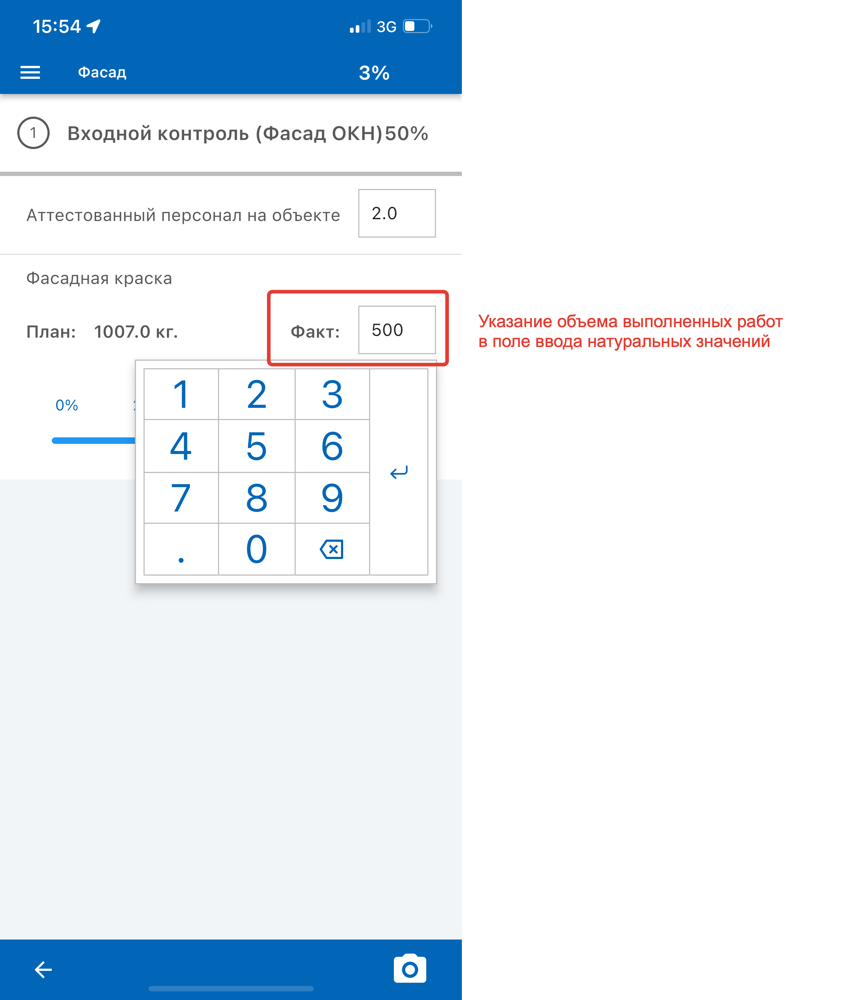 15:54 3G
Фасад 3%
1 Входной контроль (Фасад ОКН) 50%
Аттестованный персонал на объекте 2.0
Фасадная краска
План: 1007.0 кг. Факт: 500
Указание объема выполненных работ
в поле ввода натуральных значений
0%
1 2 3
4 5 6
7 8 9
. 0